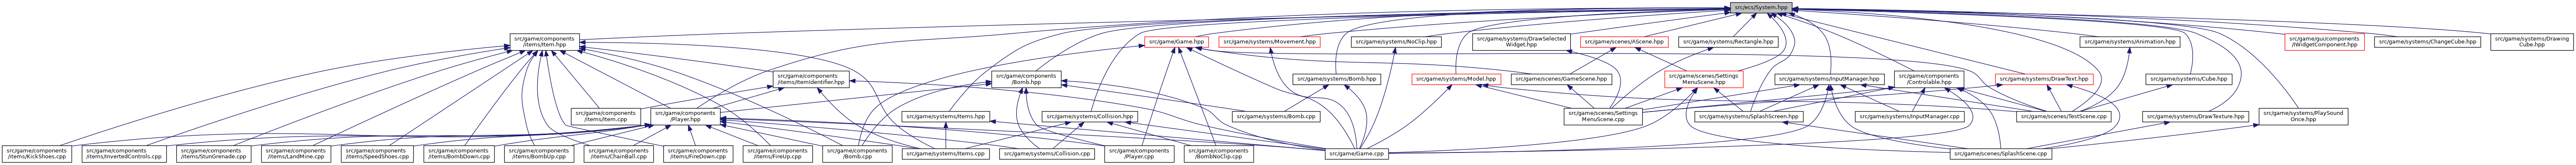 src/ecs/System.hpp
src/game/components
/items/Item.hpp
src/game/Game.hpp
src/game/systems/Movement.hpp
src/game/systems/NoClip.hpp
src/game/systems/DrawSelected
Widget.hpp
src/game/scenes/AScene.hpp
src/game/systems/Rectangle.hpp
src/game/systems/Animation.hpp
src/game/gui/components
/IWidgetComponent.hpp
src/game/systems/ChangeCube.hpp
src/game/systems/Drawing
Cube.hpp
src/game/components
/items/ItemIdentifier.hpp
src/game/components
/Bomb.hpp
src/game/systems/Bomb.hpp
src/game/systems/Model.hpp
src/game/scenes/GameScene.hpp
src/game/scenes/Settings
MenuScene.hpp
src/game/systems/InputManager.hpp
src/game/components
/Controlable.hpp
src/game/systems/DrawText.hpp
src/game/systems/Cube.hpp
src/game/components
/items/Item.cpp
src/game/components
/Player.hpp
src/game/systems/Items.hpp
src/game/systems/Collision.hpp
src/game/systems/Bomb.cpp
src/game/scenes/Settings
MenuScene.cpp
src/game/systems/SplashScreen.hpp
src/game/systems/InputManager.cpp
src/game/scenes/TestScene.cpp
src/game/systems/DrawTexture.hpp
src/game/systems/PlaySound
Once.hpp
src/game/components
/items/KickShoes.cpp
src/game/components
/items/InvertedControls.cpp
src/game/components
/items/StunGrenade.cpp
src/game/components
/items/LandMine.cpp
src/game/components
/items/SpeedShoes.cpp
src/game/components
/items/BombDown.cpp
src/game/components
/items/BombUp.cpp
src/game/components
/items/ChainBall.cpp
src/game/components
/items/FireDown.cpp
src/game/components
/items/FireUp.cpp
src/game/components
/Bomb.cpp
src/game/systems/Items.cpp
src/game/systems/Collision.cpp
src/game/components
/Player.cpp
src/game/components
/BombNoClip.cpp
src/game/Game.cpp
src/game/scenes/SplashScene.cpp